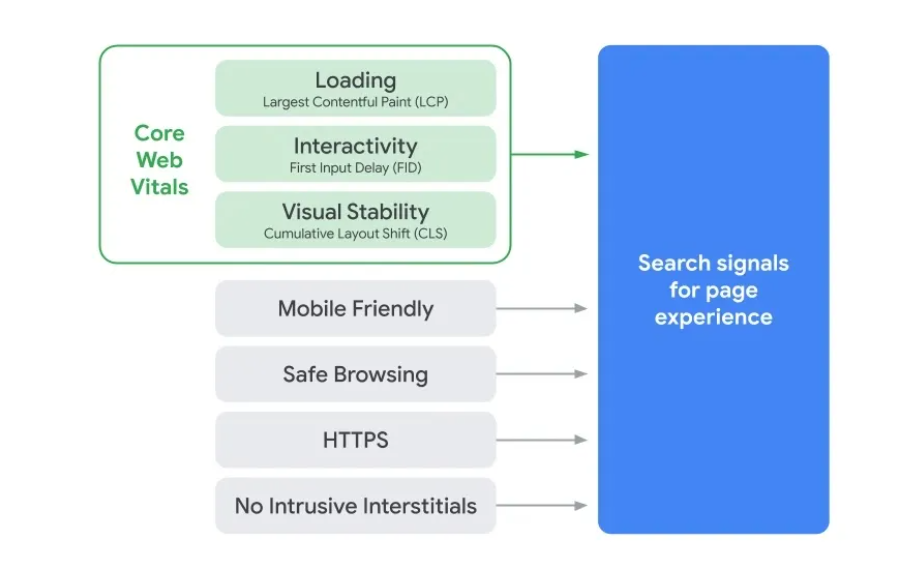 Core
Web
Vitals
Loading
Largest Contentful Paint (LCP)
Interactivity
First Input Delay (FID)
Visual Stability
Cumulative Layout Shift (CLS)
Mobile Friendly
Safe Browsing
HTTPS
No Intrusive Interstitials
Search signals
for page
experience